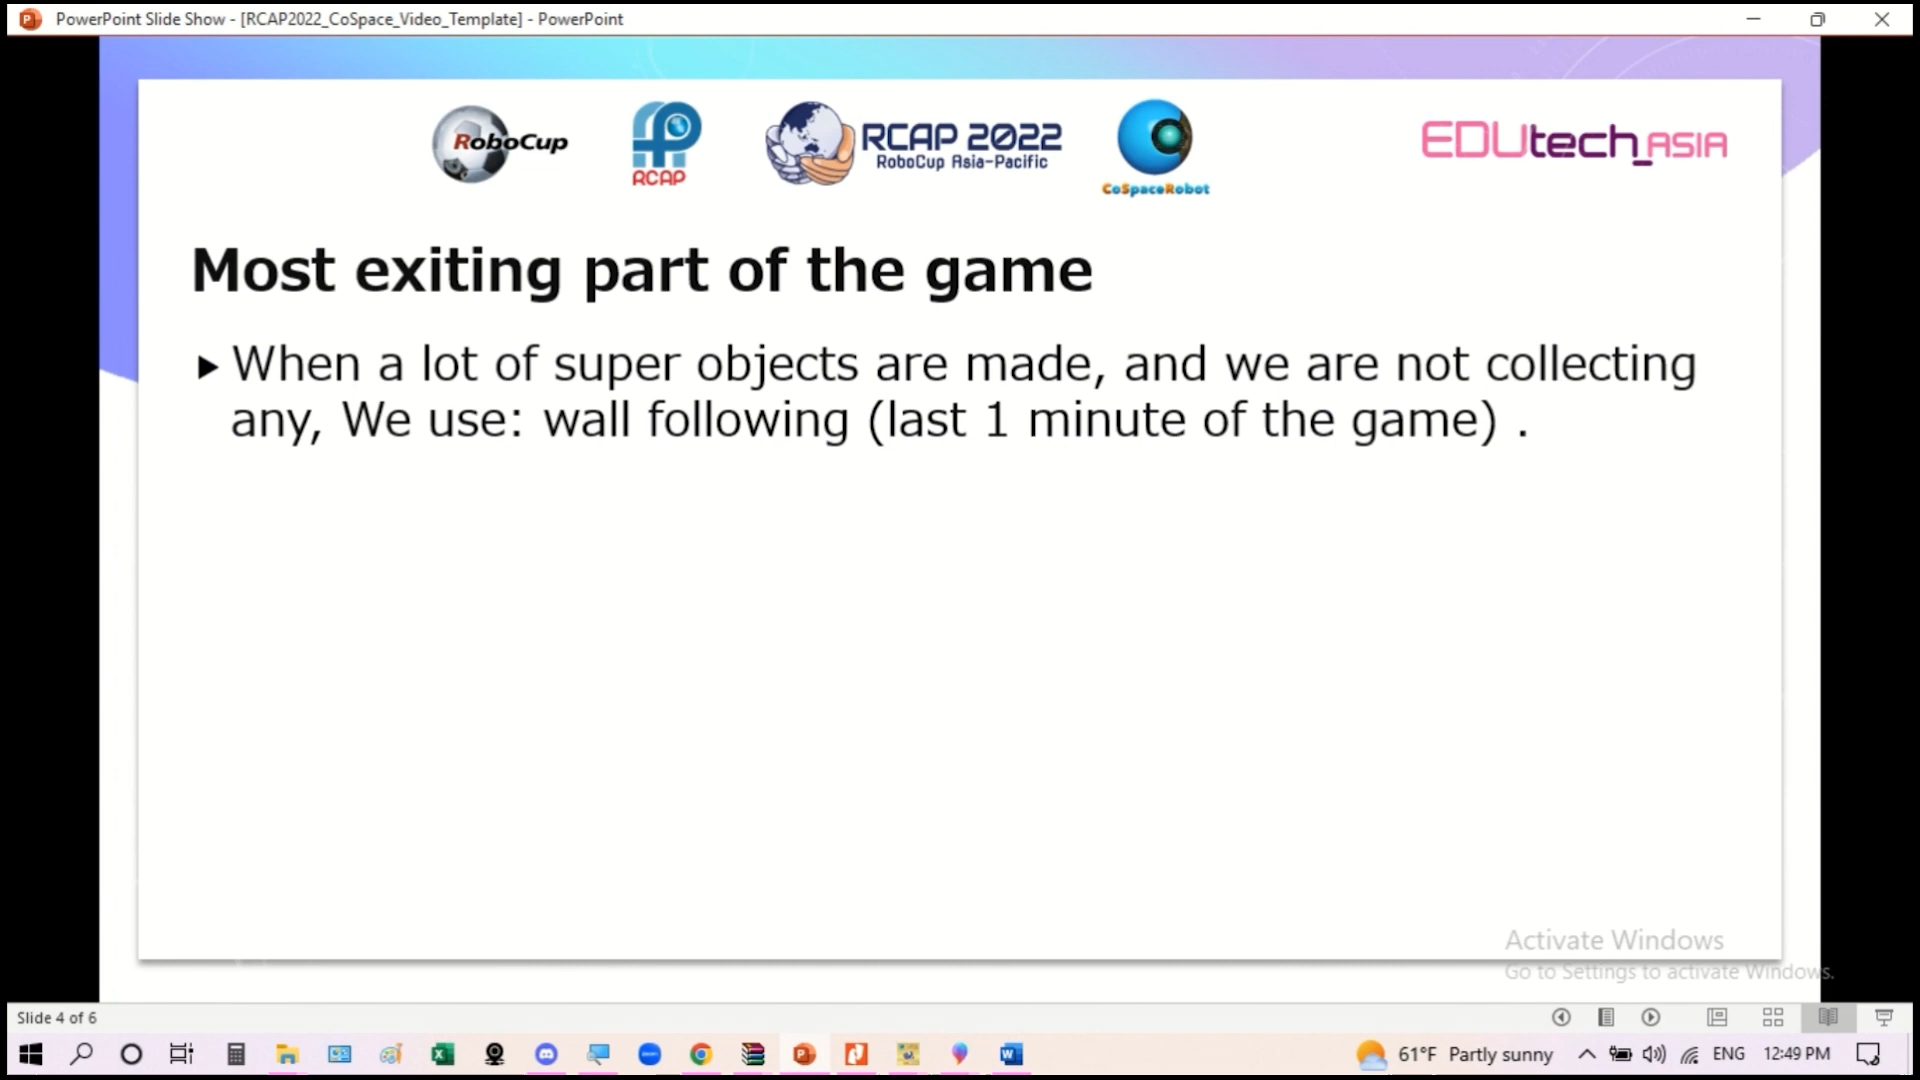 PowerPoint Slide Show - [RCAP2022_CoSpace_Video_Template] - PowerPoint
RoboCup
RCAP
RCAP 2022
RoboCup Asia-Pacific
CoSpaceRobot
EDUtech_ASIA
Most exiting part of the game
When a lot of super objects are made, and we are not collecting
any, We use: wall following (last 1 minute of the game) .
Activate Windows
Go to Settings to activate Windows.
Slide 4 of 6
61°F Partly sunny
ENG
12:49 PM